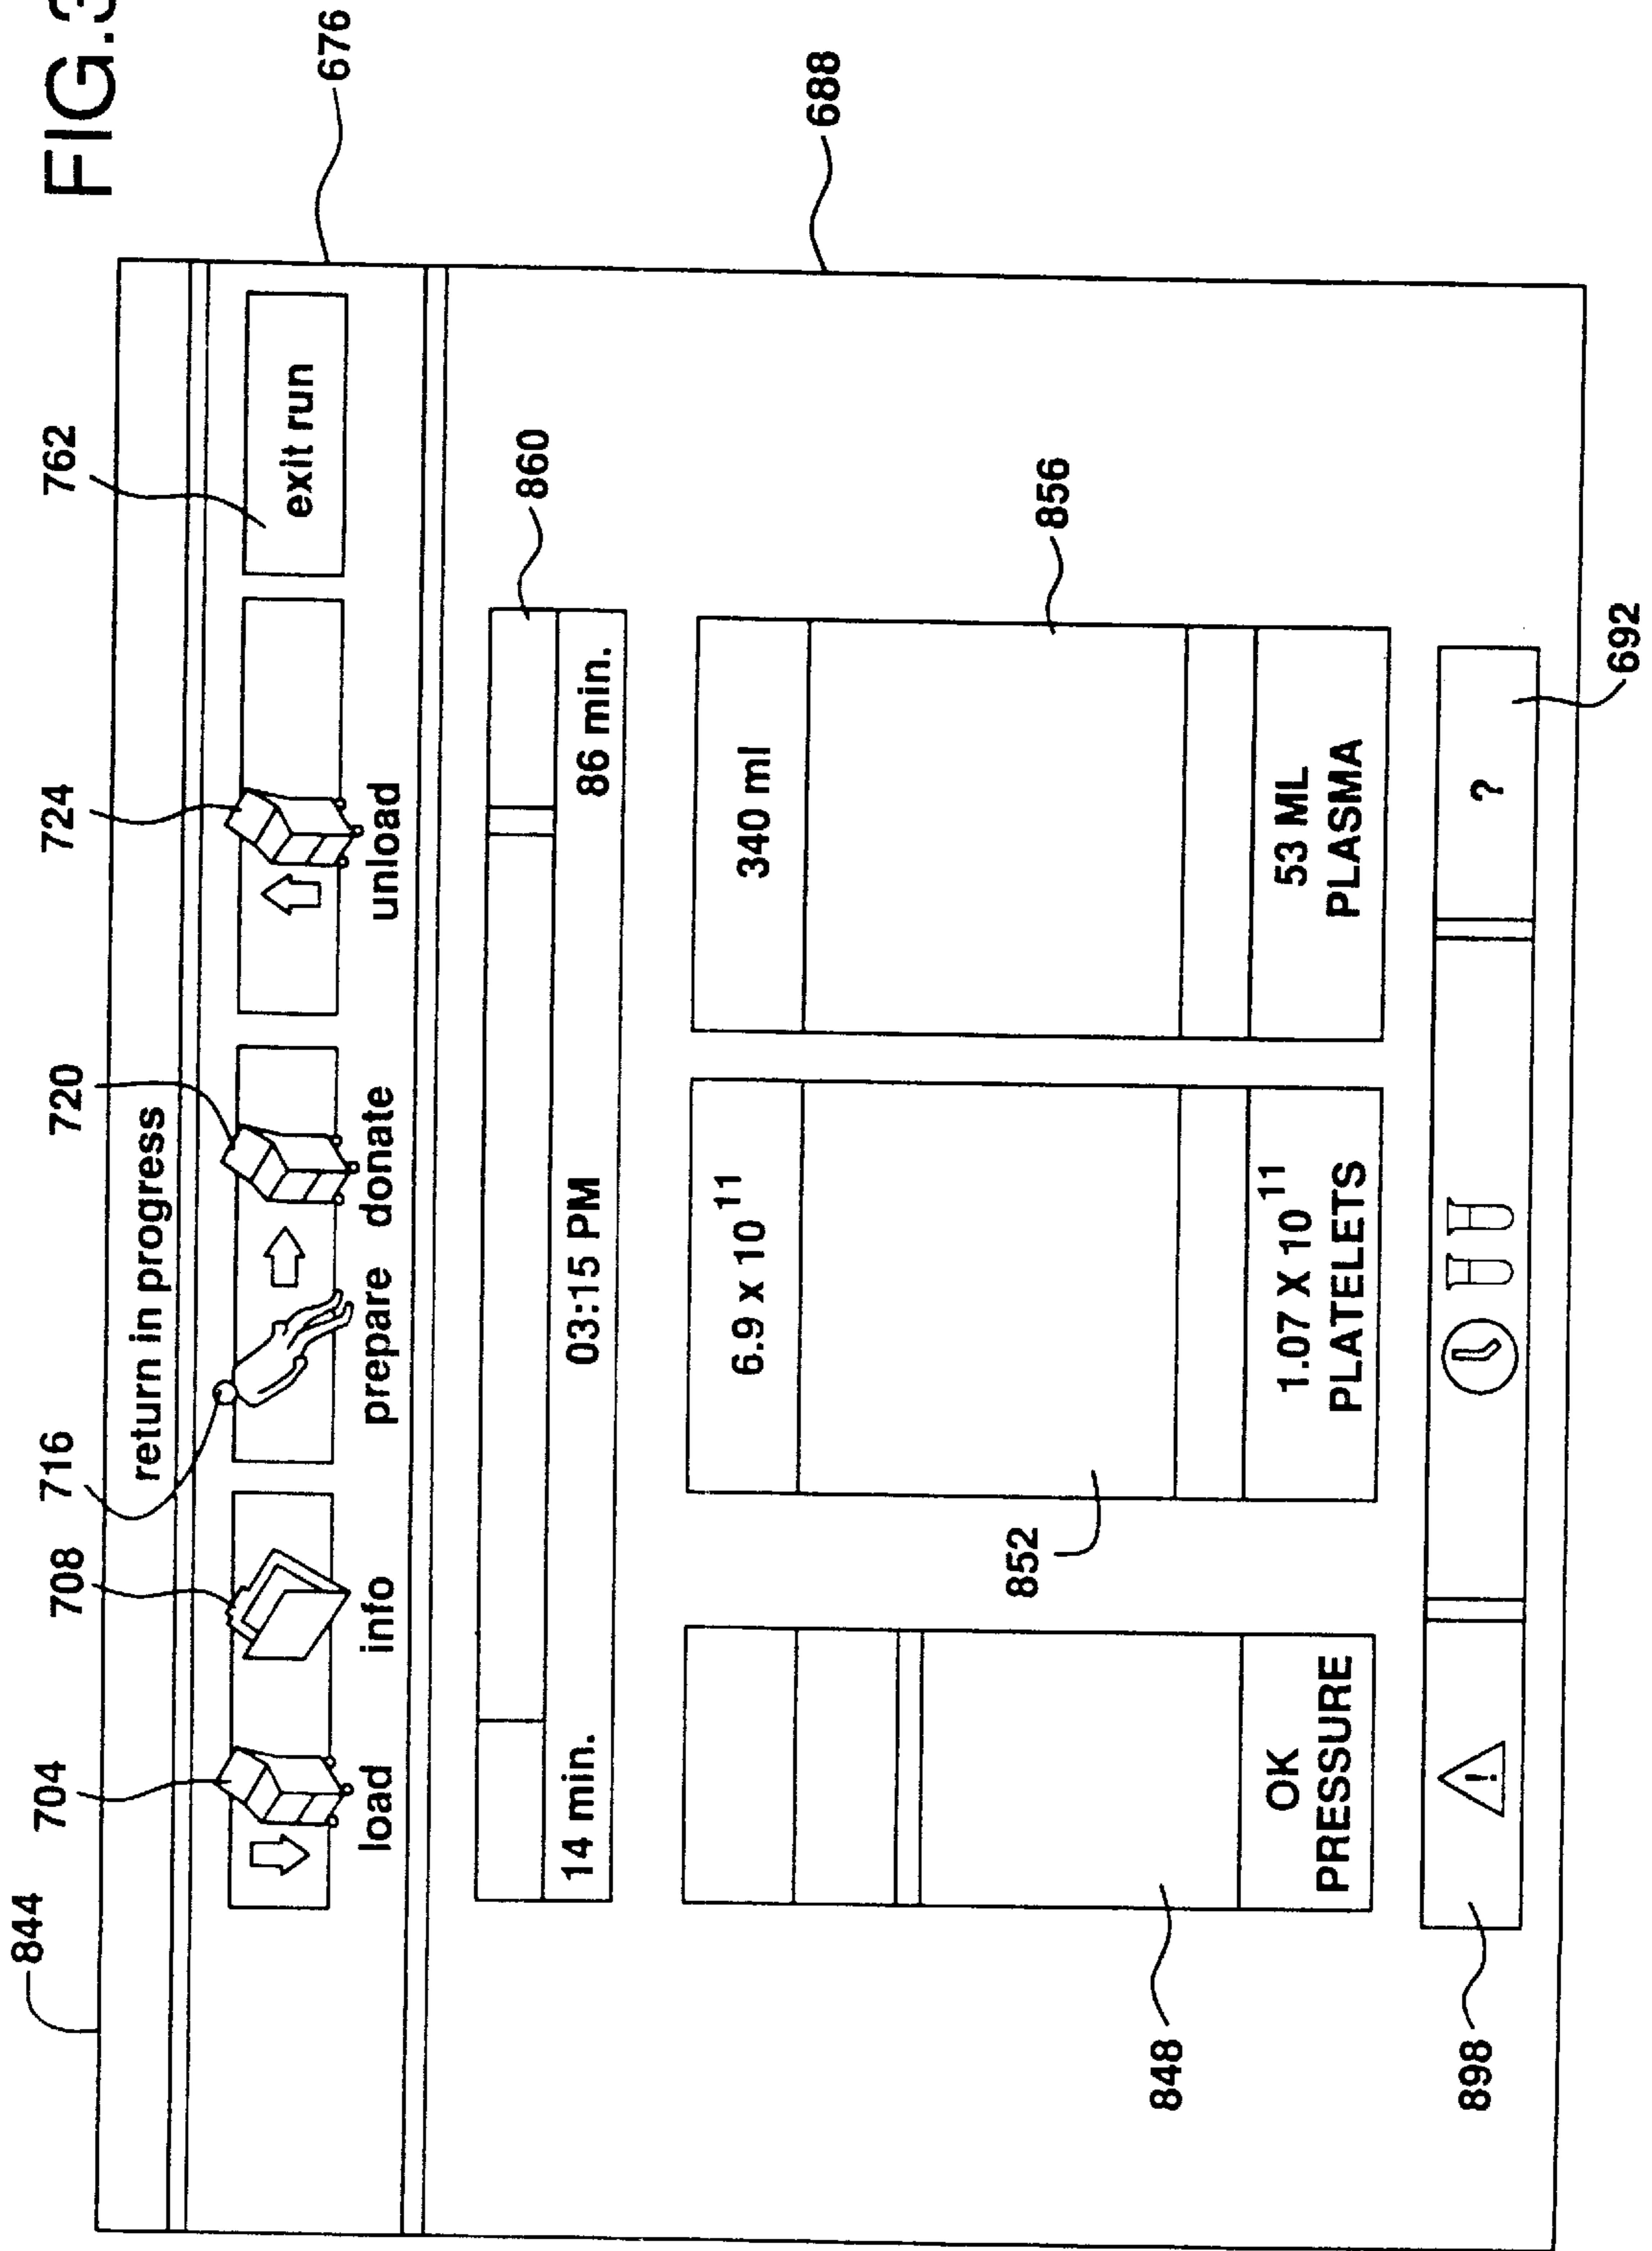 FIG.3
844
704
708
716
720
724
762
676
return in progress
exit run
load
info
prepare
donate
unload
860
688
14 min.
03:15 PM
86 min.
6.9 x 10^11
340 ml
856
852
848
OK
PRESSURE
1.07 X 10^11
PLATELETS
53 ML
PLASMA
898
!
?
692